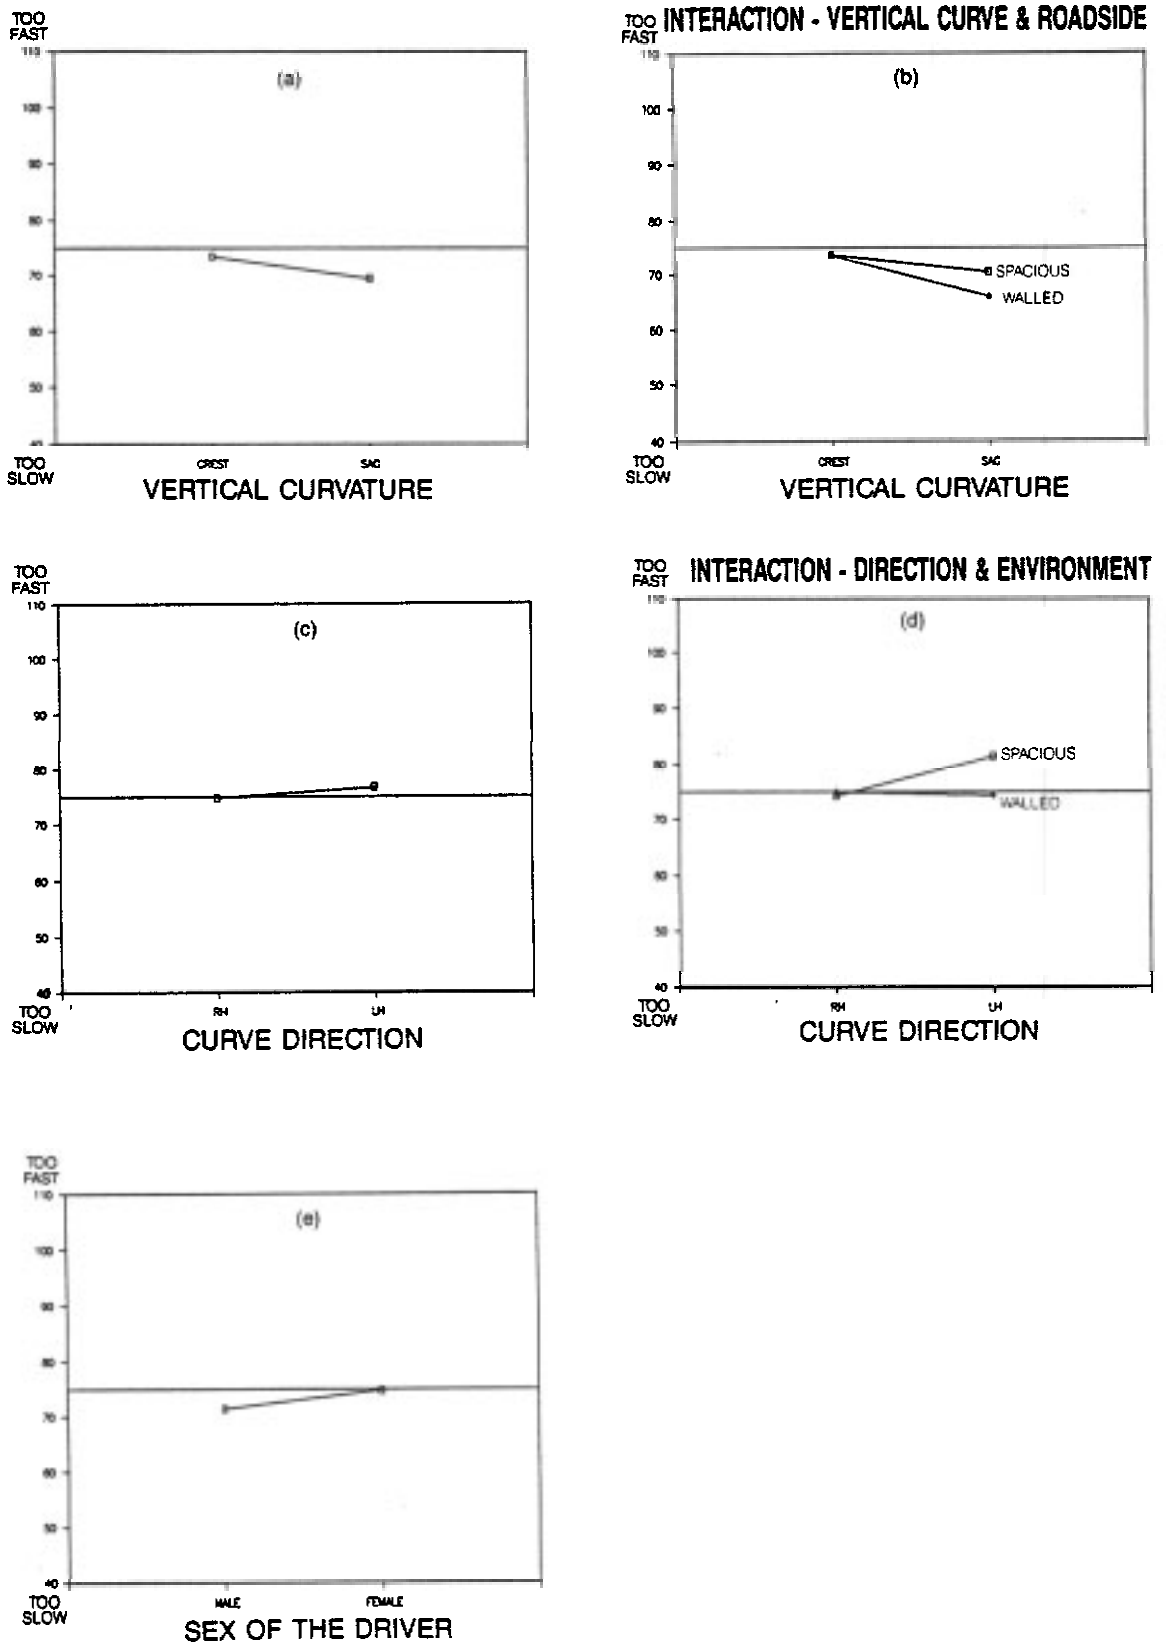 TOO
FAST
110
(a)
100
90
80
70
60
50
40
TOO
SLOW
CREST SAG
VERTICAL CURVATURE
TOO
FAST
INTERACTION - VERTICAL CURVE & ROADSIDE
110
(b)
100
90
80
70
SPACIOUS
WALLED
60
50
40
TOO
SLOW
CREST SAG
VERTICAL CURVATURE
TOO
FAST
110
(c)
100
90
80
70
60
50
40
TOO
SLOW
RH LH
CURVE DIRECTION
TOO
FAST
INTERACTION - DIRECTION & ENVIRONMENT
110
(d)
100
90
80
SPACIOUS
WALLED
70
60
50
40
TOO
SLOW
RH LH
CURVE DIRECTION
TOO
FAST
110
(e)
100
90
80
70
60
50
40
TOO
SLOW
MALE FEMALE
SEX OF THE DRIVER